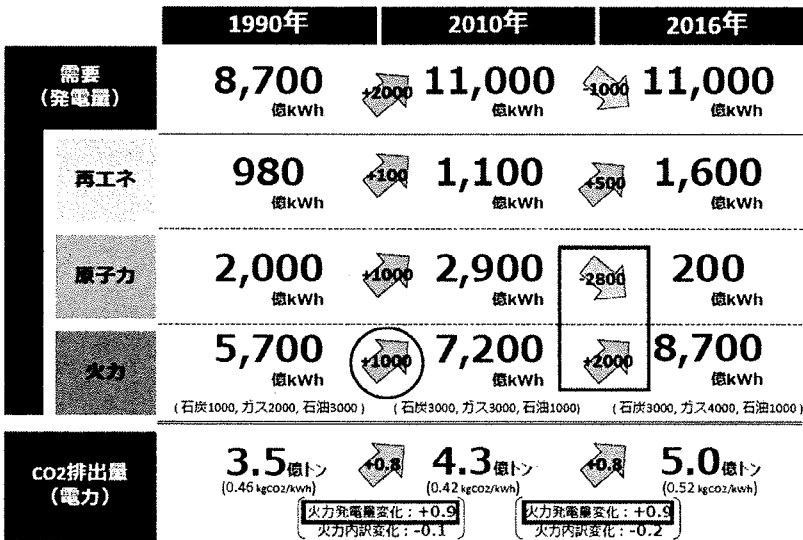 1990年 2010年 2016年
需要
（発電量）
8,700 +2000 11,000 -1000 11,000
億kWh 億kWh 億kWh
再エネ
980 +100 1,100 +500 1,600
億kWh 億kWh 億kWh
原子力
2,000 +1000 2,900 -2800 200
億kWh 億kWh 億kWh
火力
5,700 +1000 7,200 +2000 8,700
億kWh 億kWh 億kWh
(石炭1000, ガス2000, 石油3000) (石炭3000, ガス3000, 石油1000) (石炭3000, ガス4000, 石油1000)
CO2排出量
（電力）
3.5億トン +0.8 4.3億トン +0.8 5.0億トン
(0.46 kgco2/kwh) (0.42 kgco2/kwh) (0.52 kgco2/kwh)
火力発電量変化：+0.9 火力発電量変化：+0.9
火力内訳変化：-0.1 火力内訳変化：-0.2